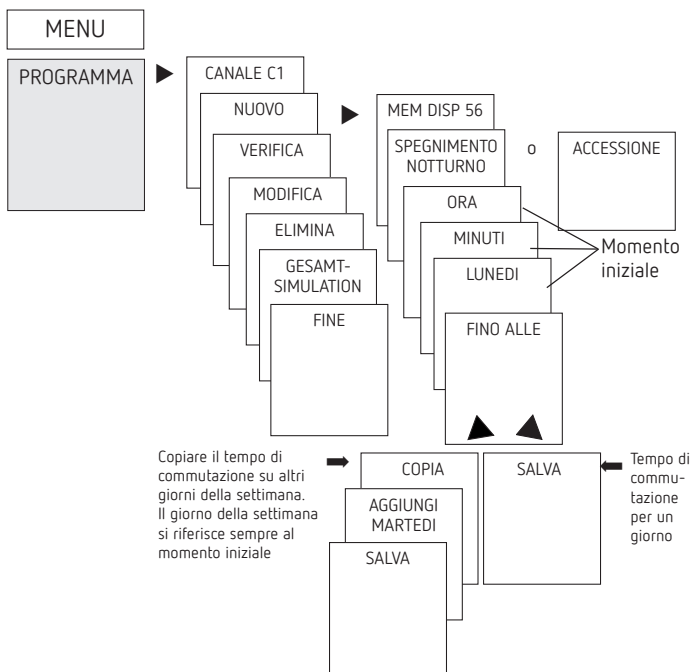 MENU
PROGRAMMA
CANALE C1
NUOVO
VERIFICA
MODIFICA
ELIMINA
GESAMT-
SIMULATION
FINE
MEM DISP 56
SPEGNIMENTO
NOTTURNO
o
ACCESSIONE
ORA
MINUTI
LUNEDI
Momento
iniziale
FINO ALLE
Copiare il tempo di
commutazione su altri
giorni della settimana.
Il giorno della settimana
si riferisce sempre al
momento iniziale
COPIA
AGGIUNGI
MARTEDI
SALVA
SALVA
Tempo di
commu-
tazione
per un
giorno